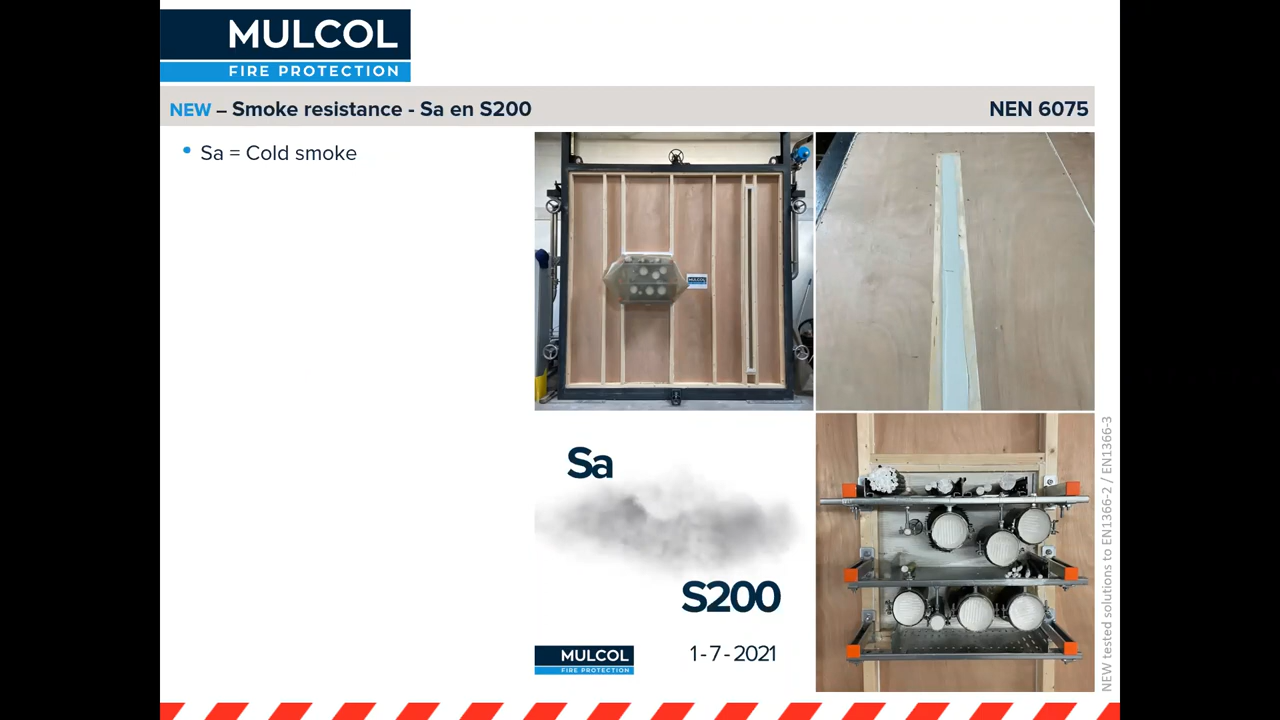 MULCOL
FIRE PROTECTION
NEW – Smoke resistance - Sa en S200
NEN 6075
• Sa = Cold smoke
MULCOL
Sa
S200
MULCOL
FIRE PROTECTION
1-7-2021
NEW tested solutions to EN1366-2 / EN1366-3